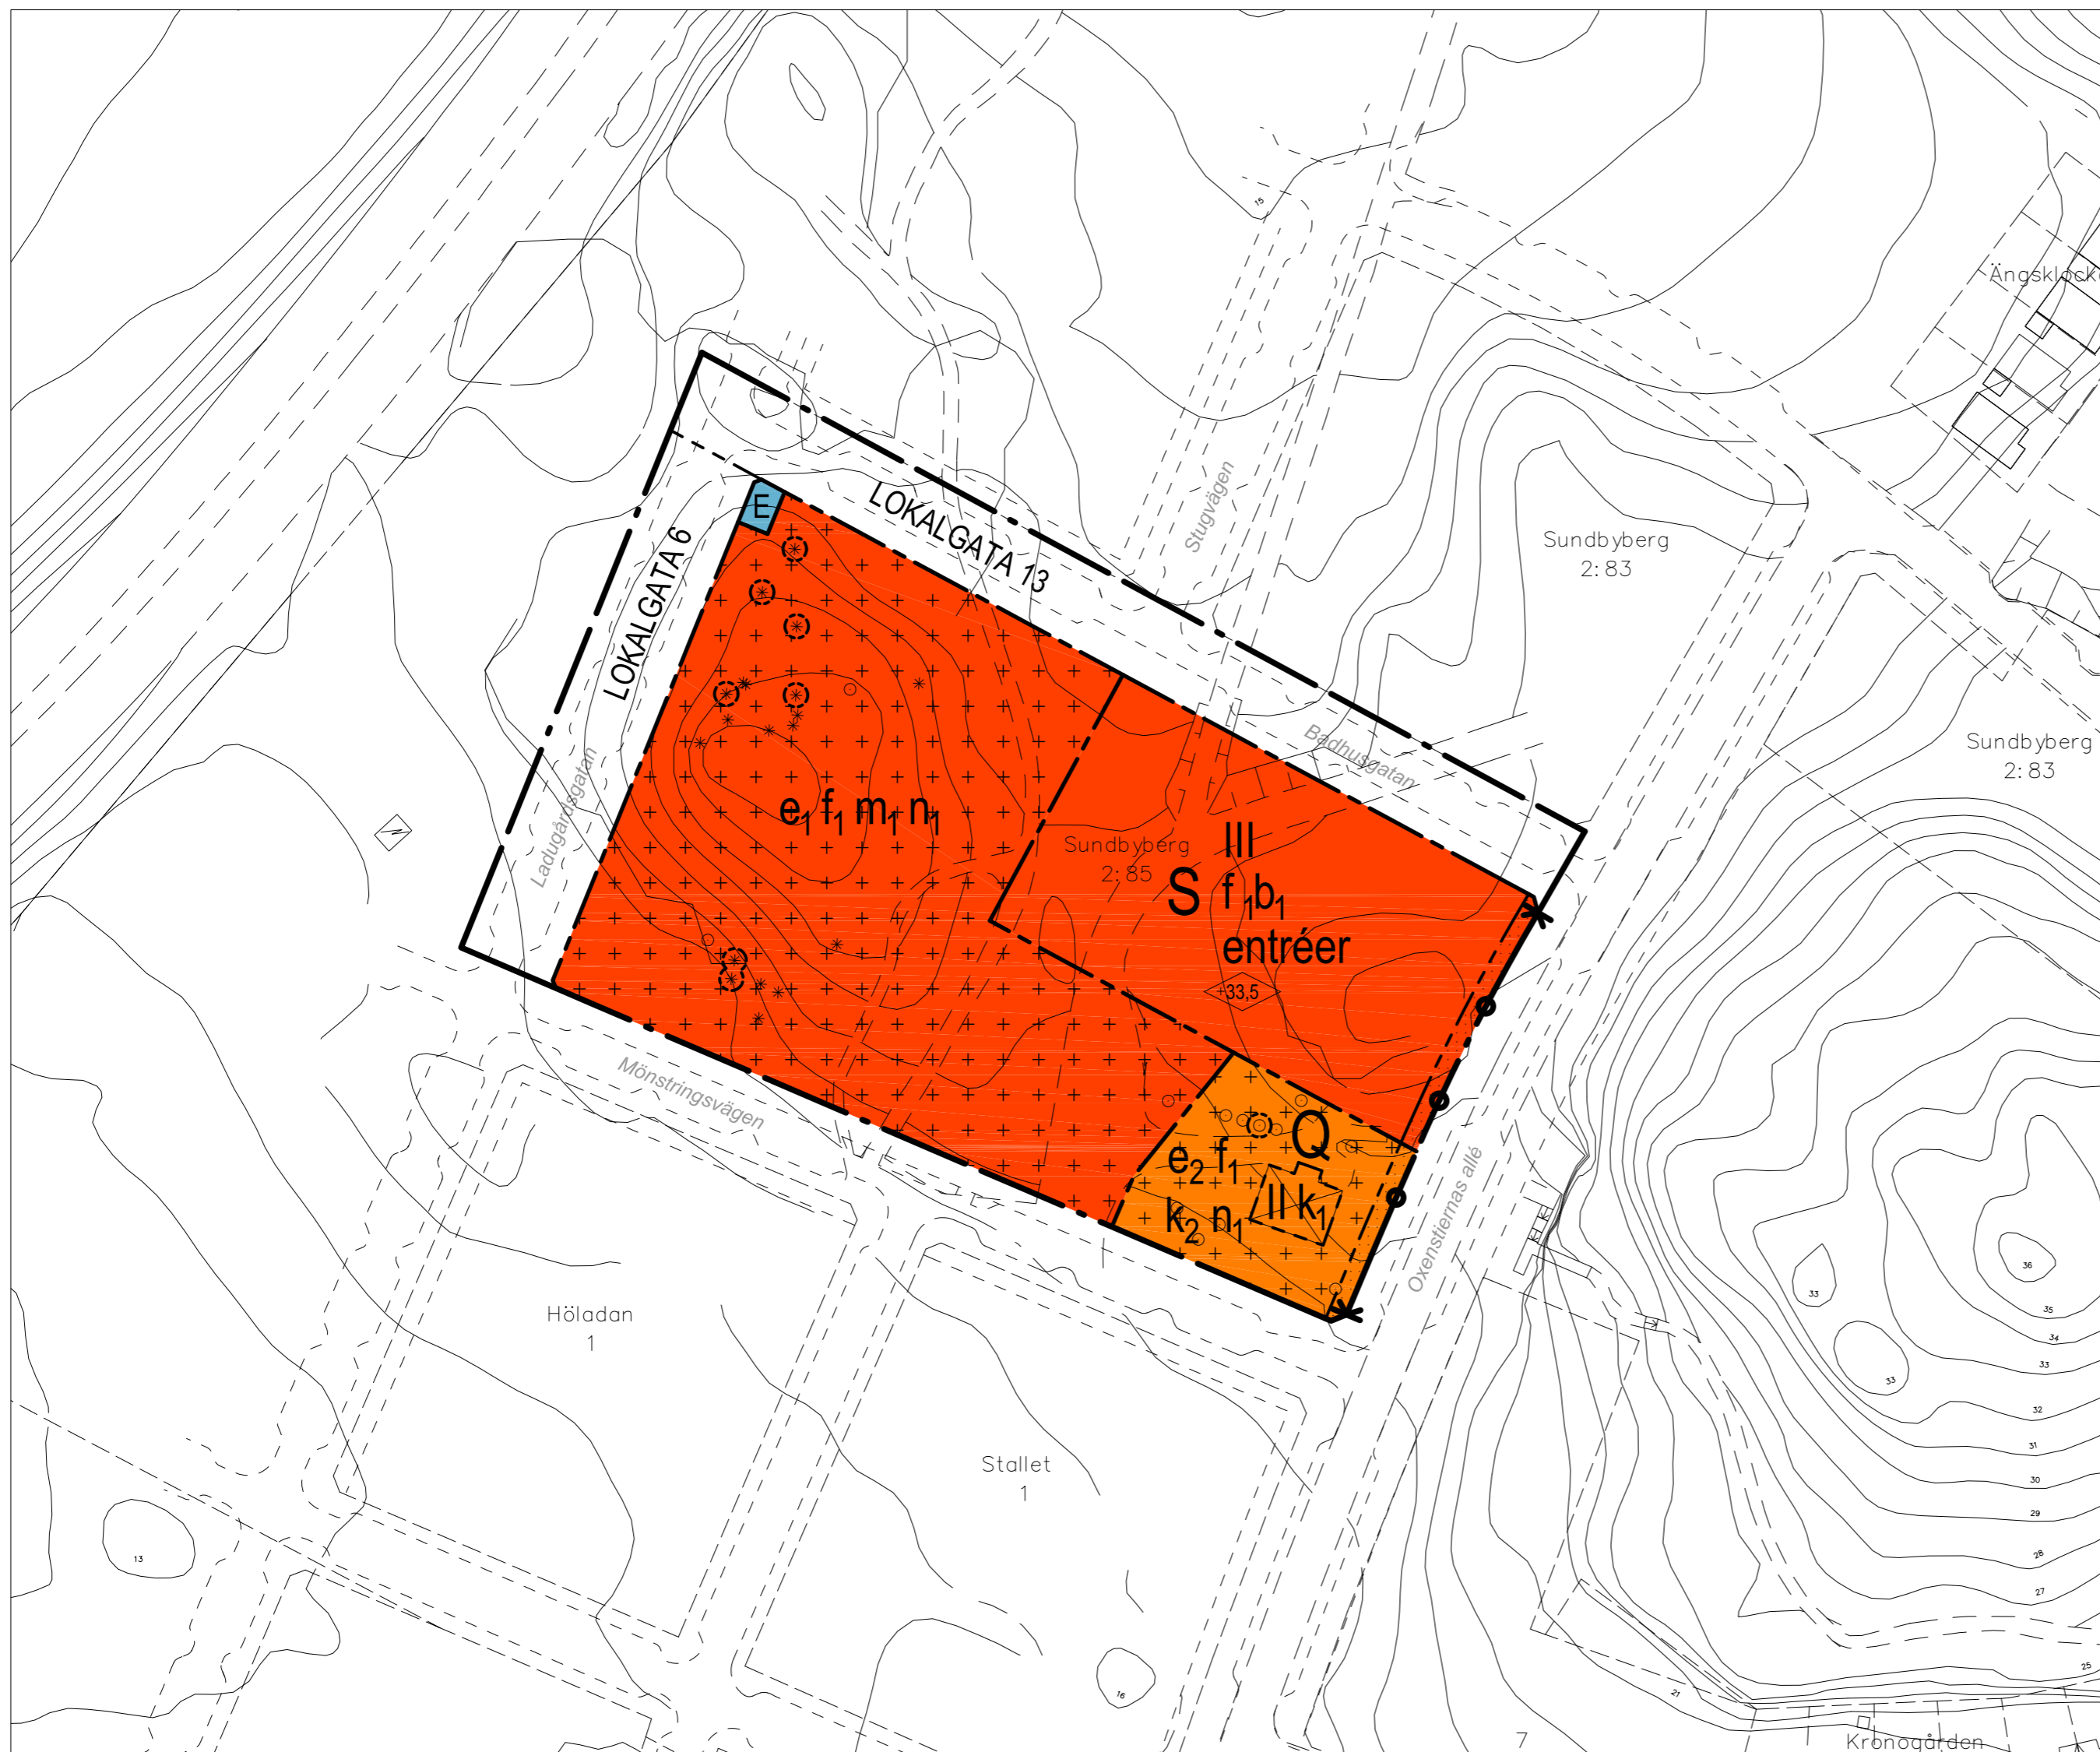 15
Ängsklock
Stugvägen
E
LOKALGATA 13
LOKALGATA 6
Sundbyberg
2:83
Sundbyberg
2:83
Badhusgatan
Ladugårdsgatan
e1 f1 m1 n1
Sundbyberg
2:85
III
S f1b1
entréer
+33,5
Mönstringsvägen
Q
e2 f1
II k1
k2 n1
Oxenstiernas allé
36
33
35
34
33
33
32
31
30
29
28
27
25
21
Höladan
1
Stallet
1
13
16
7
Kronogården